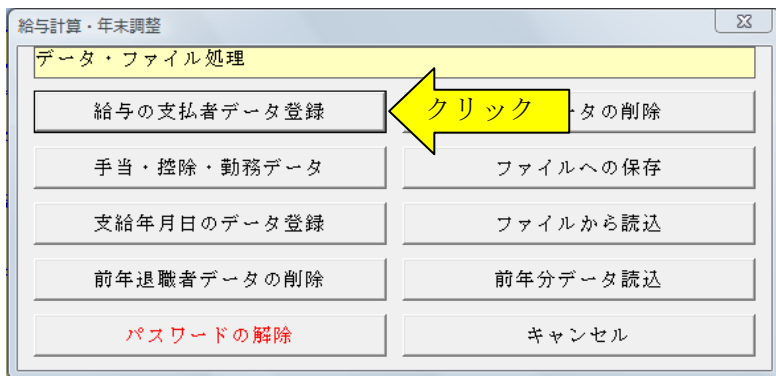 給与計算・年末調整
データ・ファイル処理
給与の支払者データ登録
クリック
タの削除
手当・控除・勤務データ
ファイルへの保存
支給年月日のデータ登録
ファイルから読込
前年退職者データの削除
前年分データ読込
パスワードの解除
キャンセル